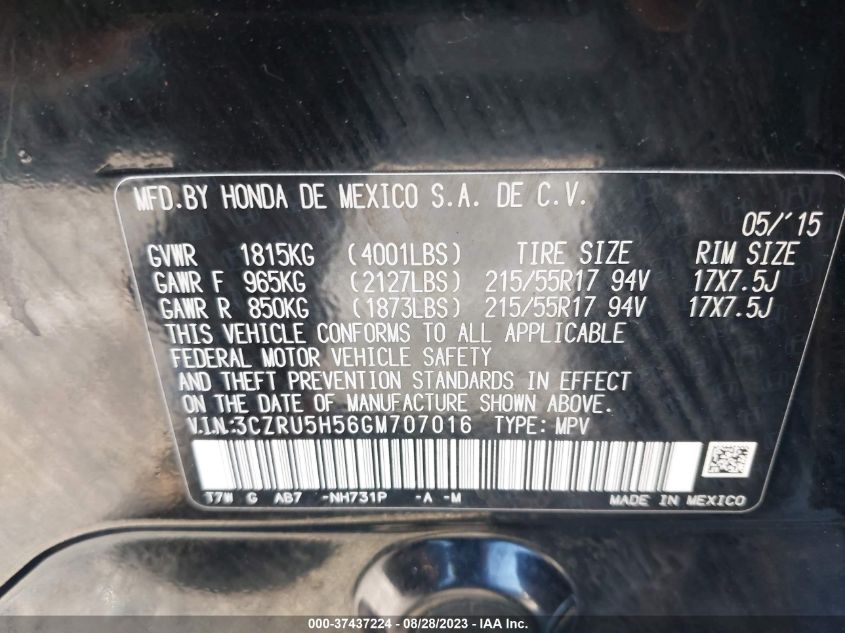 MFD.BY HONDA DE MEXICO S.A. DE C.V.
05/'15
GVWR 1815KG (4001LBS) TIRE SIZE RIM SIZE
GAWR F 965KG (2127LBS) 215/55R17 94V 17X7.5J
GAWR R 850KG (1873LBS) 215/55R17 94V 17X7.5J
THIS VEHICLE CONFORMS TO ALL APPLICABLE
FEDERAL MOTOR VEHICLE SAFETY
AND THEFT PREVENTION STANDARDS IN EFFECT
ON THE DATE OF MANUFACTURE SHOWN ABOVE.
V.I.N.:3CZRU5H56GM707016 TYPE: MPV
T7W G AB7 -NH731P -A -M
MADE IN MEXICO
000-37437224 - 08/28/2023 - IAA Inc.